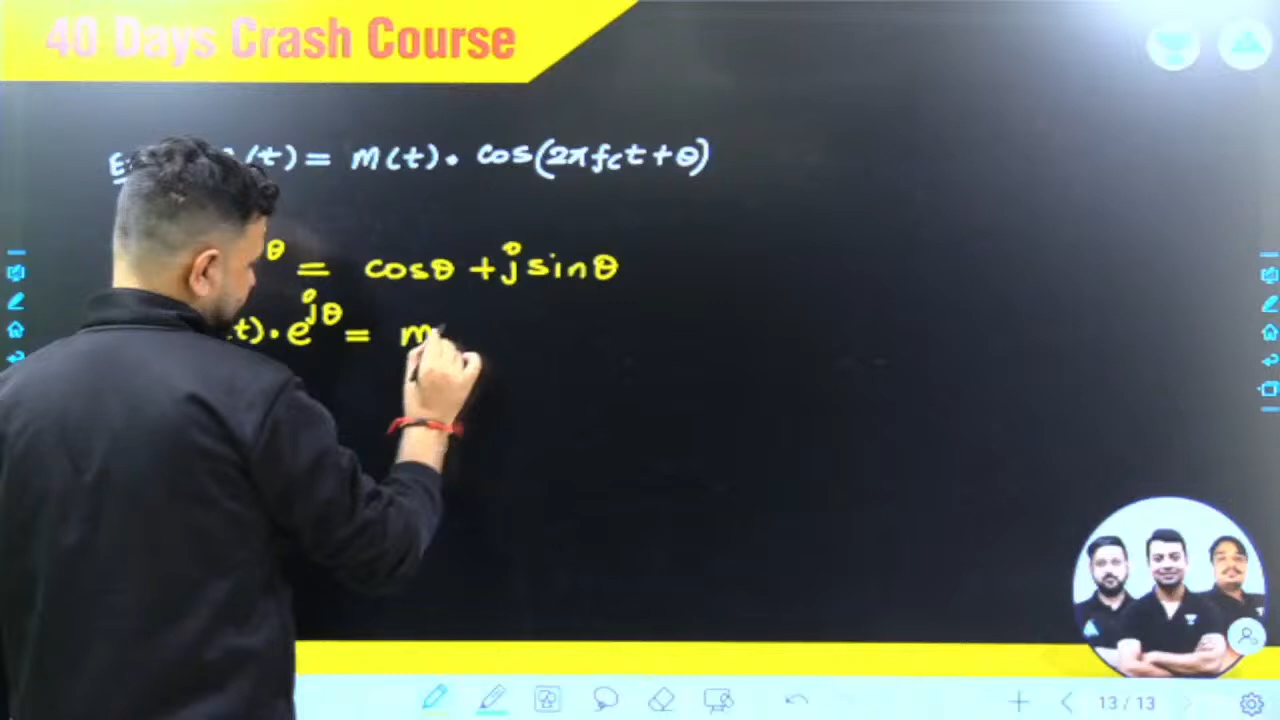 40 Days Crash Course
(t) = m(t) . cos(2πfct + θ)
θ = cosθ + j sinθ
t) . e^jθ = m
13 / 13